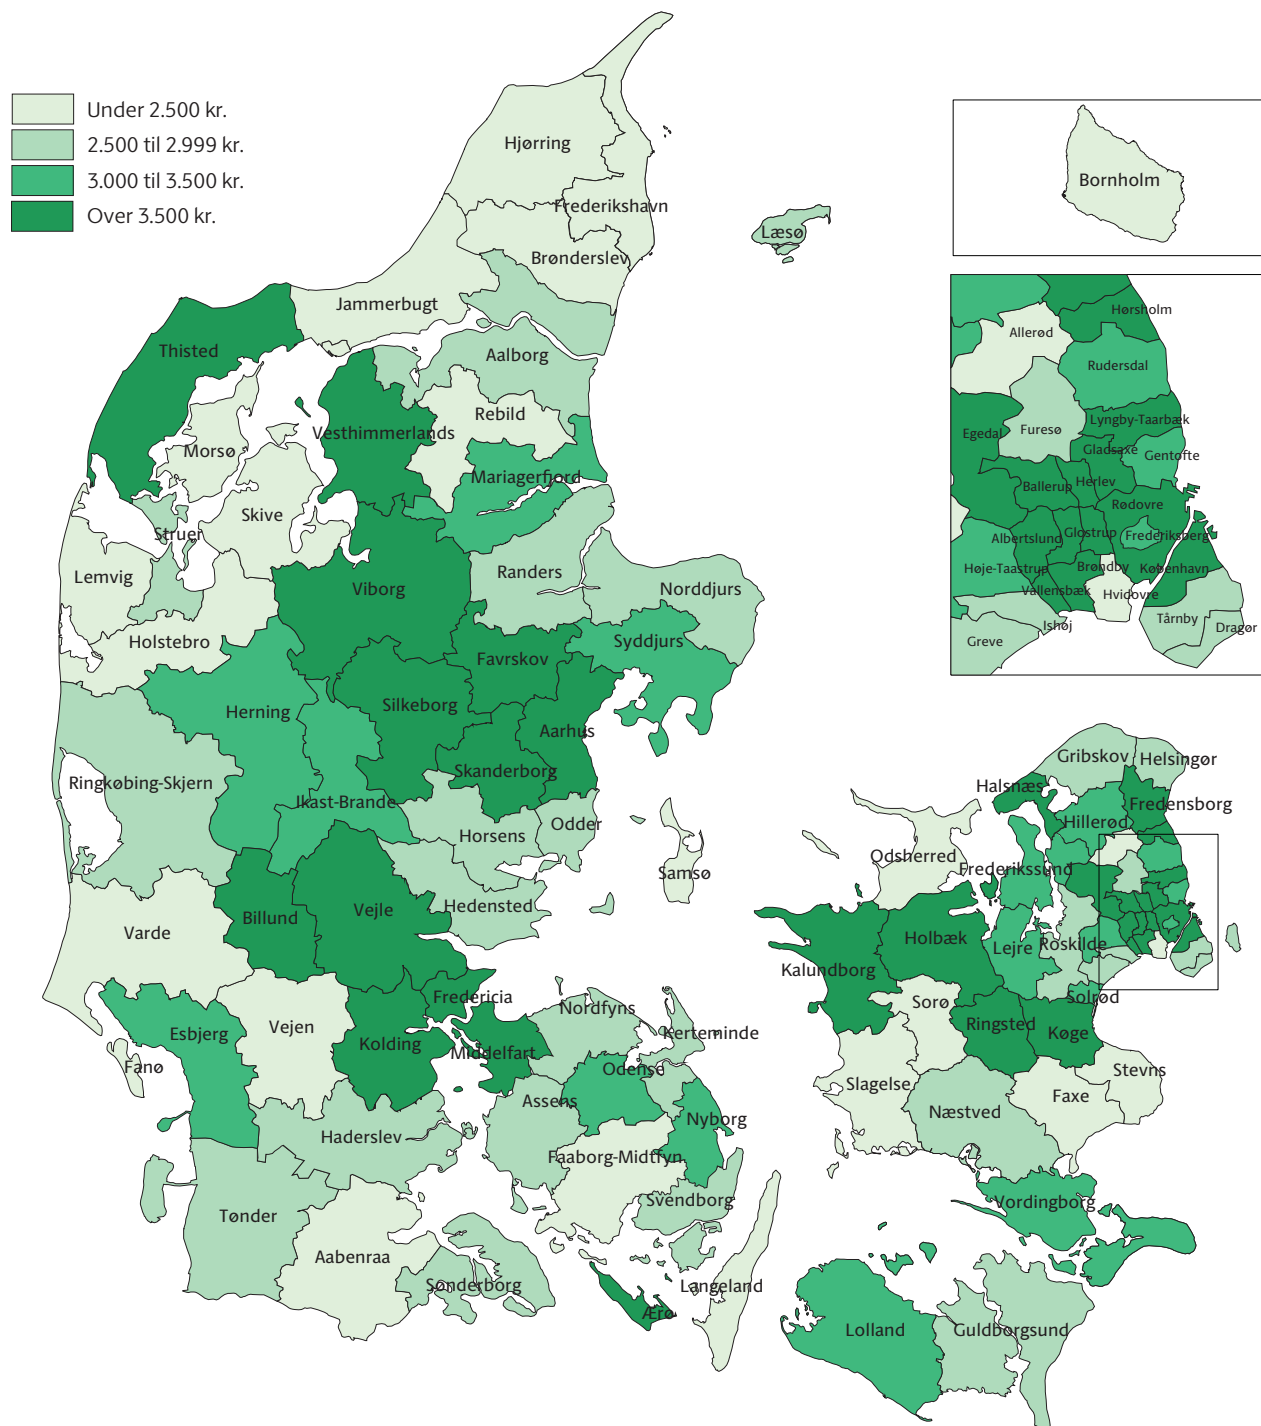 Under 2.500 kr.
2.500 til 2.999 kr.
3.000 til 3.500 kr.
Over 3.500 kr.
Hjørring
Frederikshavn
Læsø
Brønderslev
Jammerbugt
Thisted
Aalborg
Rebild
Vesthimmerlands
Morsø
Mariagerfjord
Skive
Struer
Lemvig
Viborg
Randers
Norddjurs
Holstebro
Syddjurs
Favrskov
Herning
Silkeborg
Aarhus
Skanderborg
Ringkøbing-Skjern
Ikast-Brande
Horsens
Odder
Samsø
Hedensted
Billund
Vejle
Varde
Fredericia
Vejen
Esbjerg
Kolding
Middelfart
Fanø
Nordfyns
Kerteminde
Odense
Assens
Nyborg
Haderslev
Faaborg-Midtfyn
Svendborg
Tønder
Aabenraa
Sønderborg
Langeland
Ærø
Bornholm
Hørsholm
Allerød
Rudersdal
Lyngby-Taarbæk
Egedal
Furesø
Gladsaxe
Gentofte
Ballerup
Herlev
Rødovre
Albertslund
Glostrup
Frederiksberg
Høje-Taastrup
Brøndby
København
Vallensbæk
Hvidovre
Ishøj
Tårnby
Greve
Dragør
Gribskov
Helsingør
Halsnæs
Fredensborg
Hillerød
Odsherred
Frederikssund
Holbæk
Lejre
Roskilde
Kalundborg
Solrød
Sorø
Ringsted
Køge
Stevns
Slagelse
Faxe
Næstved
Vordingborg
Lolland
Guldborgsund